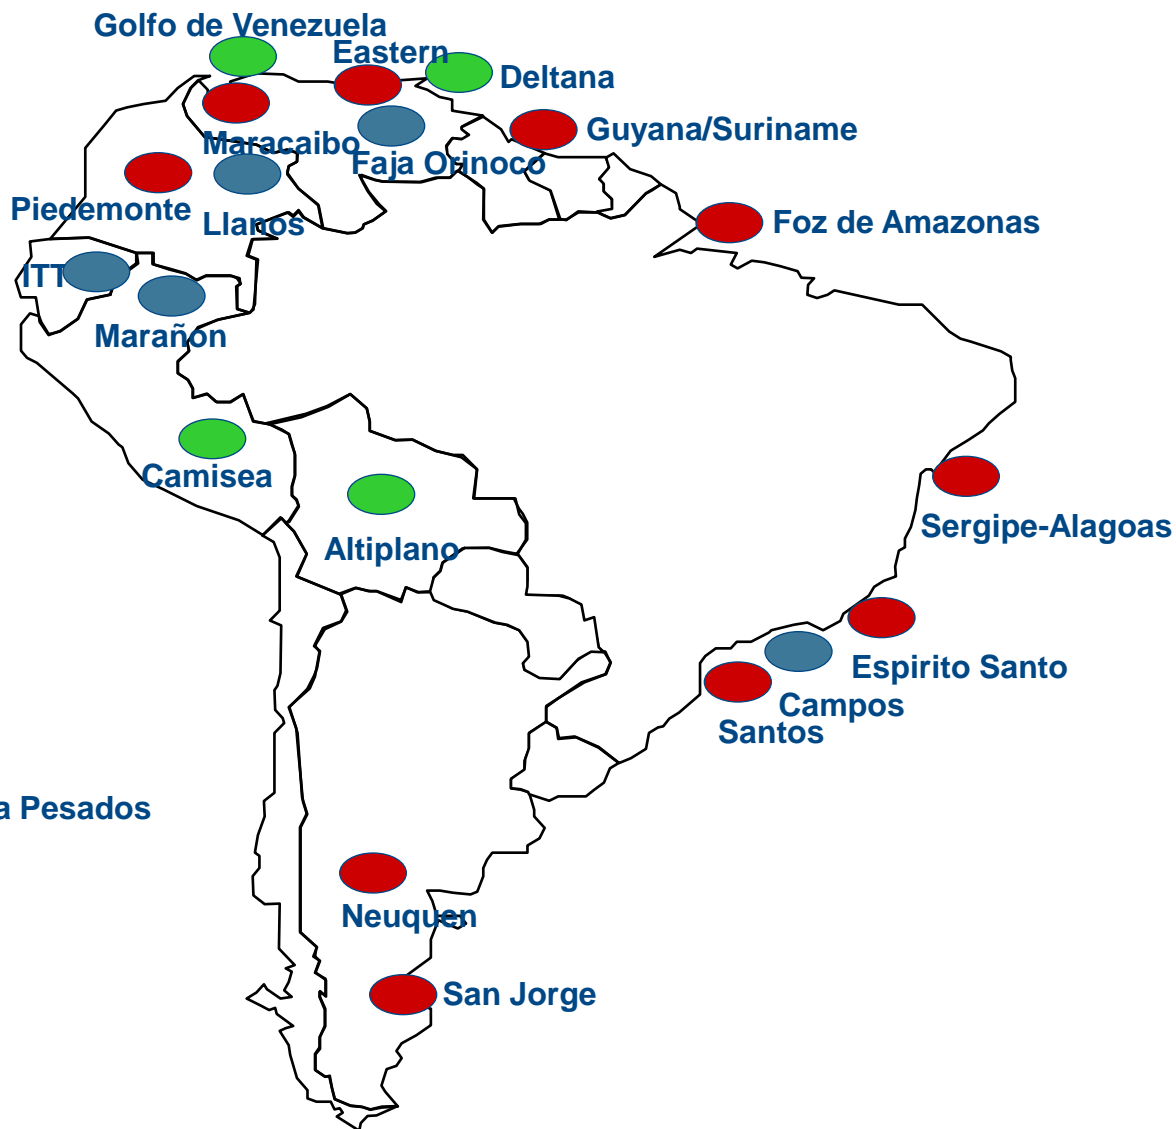 Golfo de Venezuela
Eastern
Deltana
Guyana/Suriname
Maracaibo
Faja Orinoco
Piedemonte
Llanos
Foz de Amazonas
ITT
Marañon
Camisea
Sergipe-Alagoas
Altiplano
Espirito Santo
Campos
Santos
a Pesados
Neuquen
San Jorge